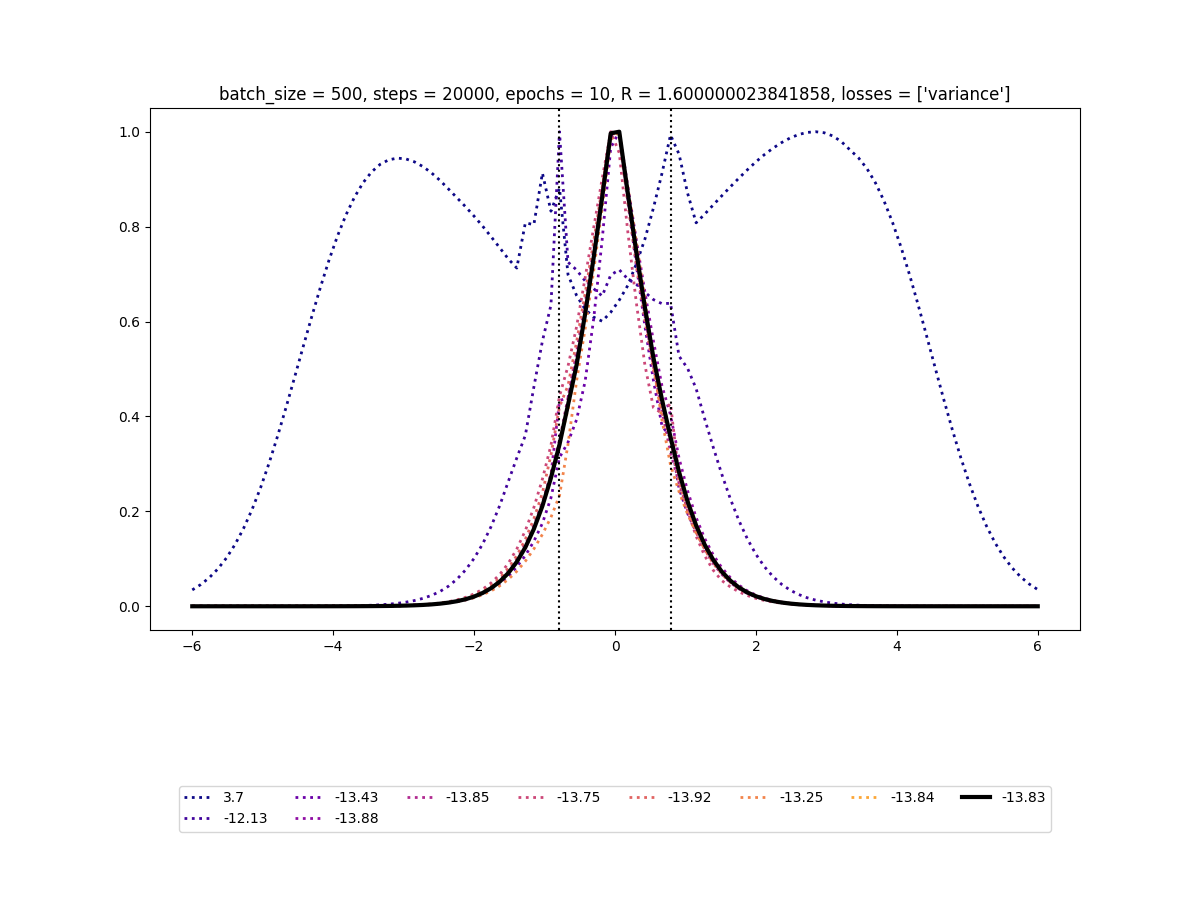 batch_size = 500, steps = 20000, epochs = 10, R = 1.600000023841858, losses = ['variance']
1.0
0.8
0.6
0.4
0.2
0.0
−6 −4 −2 0 2 4 6
3.7 -13.43 -13.85 -13.75 -13.92 -13.25 -13.84 -13.83
-12.13 -13.88